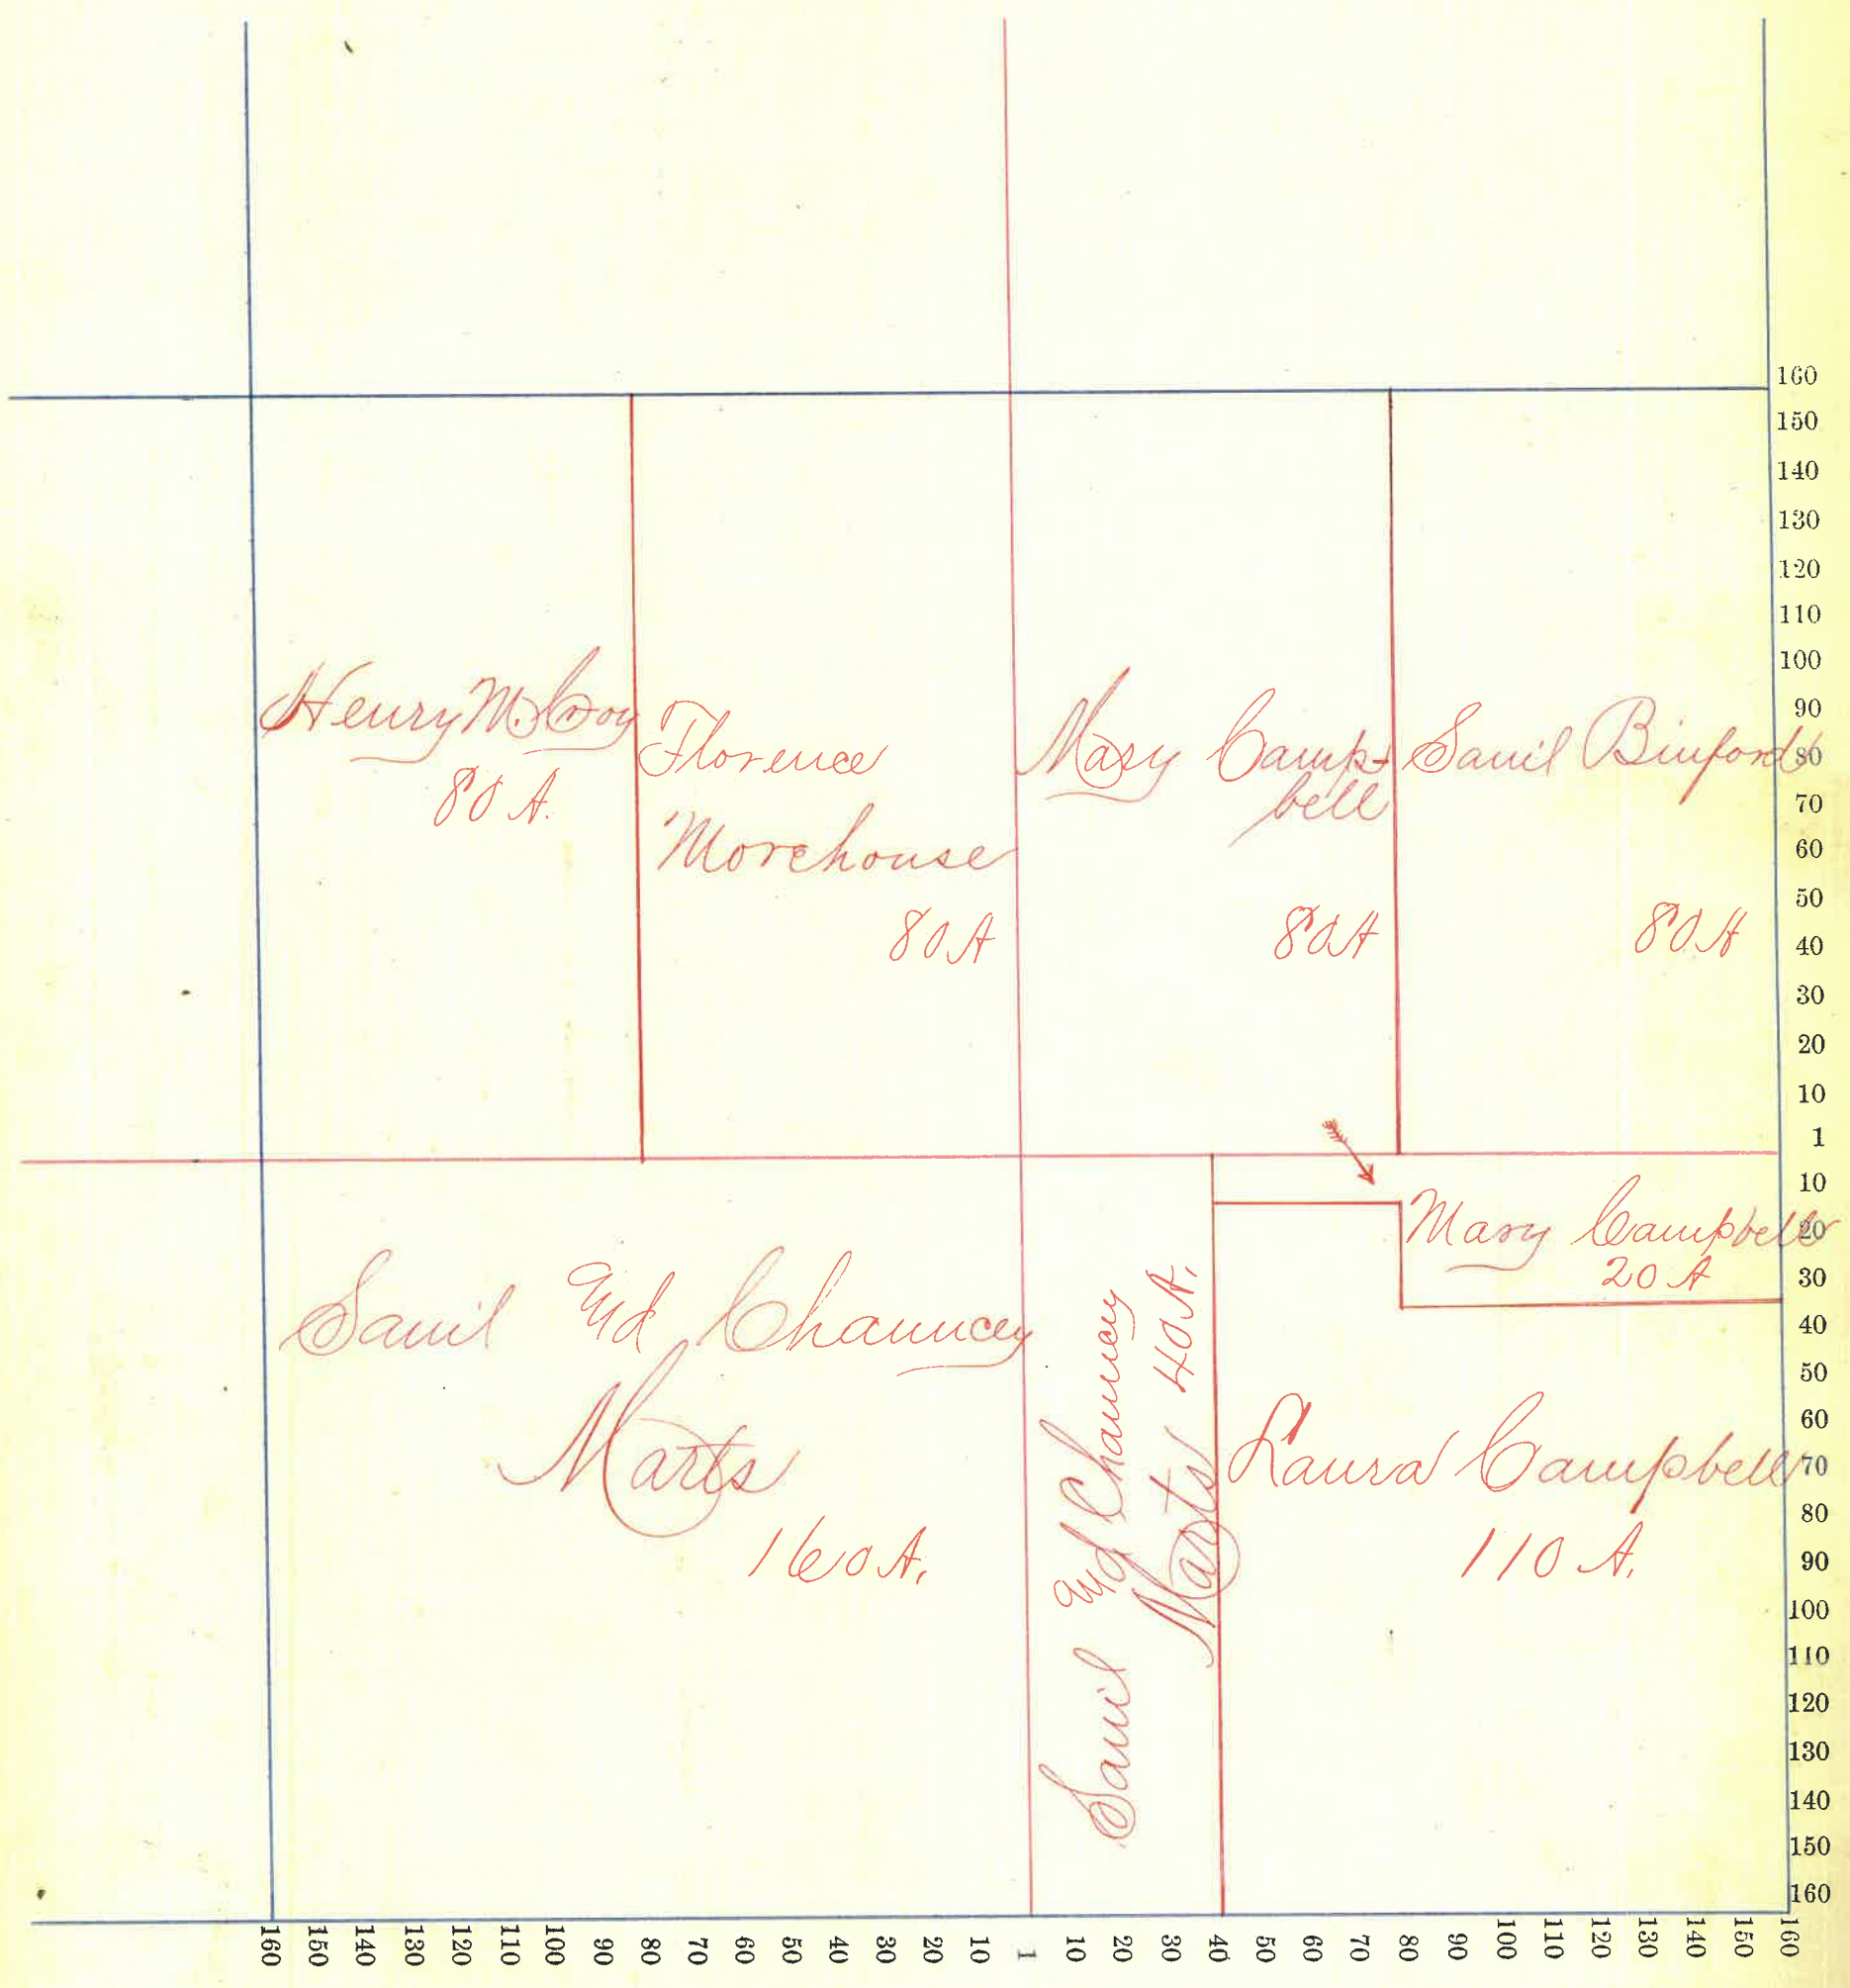 Henry McCoy
80 A.
Florence
Morehouse
80 A
Mary Camp-
bell
80 A
Saml Binford
80 A
Saml Ed Chauncey
Marts
160 A.
Saml Ed Chauncey
Marts 40 A.
Mary Campbell
20 A
Laura Campbell
110 A.
160
150
140
130
120
110
100
90
80
70
60
50
40
30
20
10
1
10
20
30
40
50
60
70
80
90
100
110
120
130
140
150
160
160 150 140 130 120 110 100 90 80 70 60 50 40 30 20 10 1 10 20 30 40 50 60 70 80 90 100 110 120 130 140 150 160